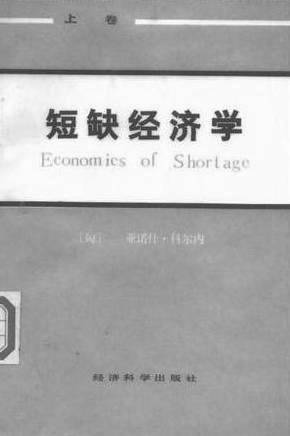 上 卷
短缺经济学
Economics of Shortage
〔匈〕 亚诺什·科尔内
经济科学出版社